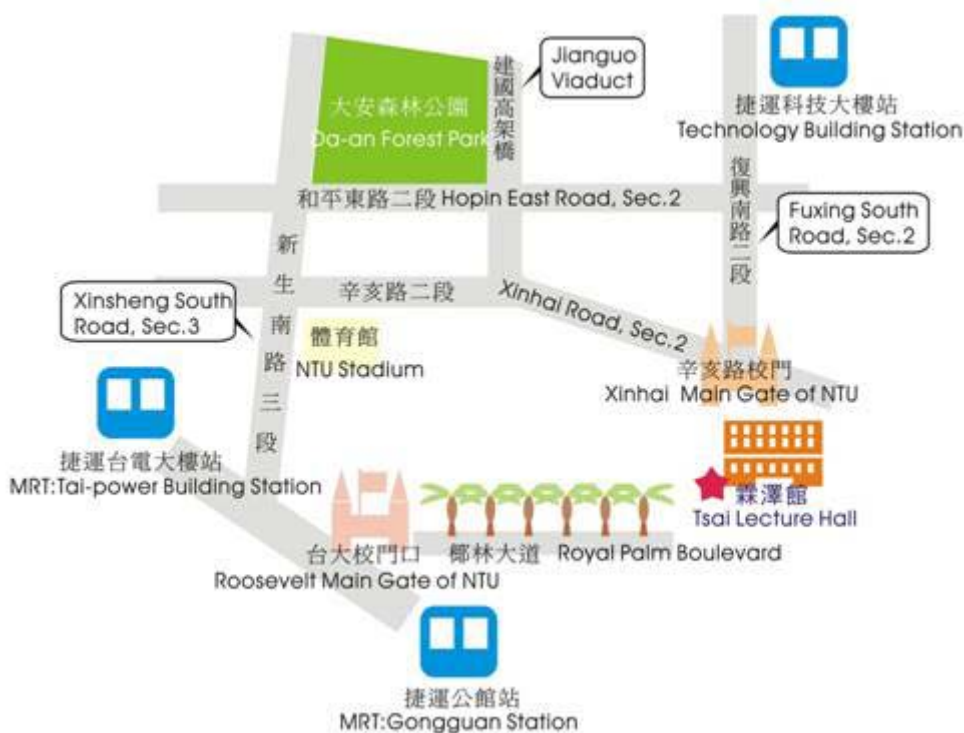 Jianguo
Viaduct
建國高架橋
大安森林公園
Da-an Forest Park
捷運科技大樓站
Technology Building Station
和平東路二段 Hopin East Road, Sec.2
復興南路二段
Fuxing South
Road, Sec.2
新生南路三段
辛亥路二段
Xinhai Road, Sec.2
Xinsheng South
Road, Sec.3
體育館
NTU Stadium
辛亥路校門
Xinhai Main Gate of NTU
捷運台電大樓站
MRT:Tai-power Building Station
霖澤館
Tsai Lecture Hall
台大校門口
Roosevelt Main Gate of NTU
椰林大道 Royal Palm Boulevard
捷運公館站
MRT:Gongguan Station